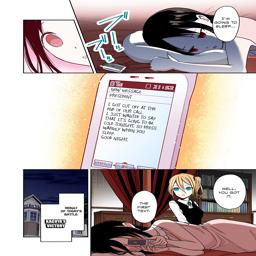 I'M GOING TO SLEEP...
NEW MESSAGE
PRESIDENT
I GOT CUT OFF AT THE
END OF OUR CALL.
I JUST WANTED TO SAY
THAT IT'S GOING TO BE
COLD TONIGHT, SO DRESS
WARMLY WHEN YOU
SLEEP.
GOOD NIGHT.
WELL, YOU GOT IT.
THE FIRST TEXT.
RESULT OF TODAY'S BATTLE:
KAGUYA'S VICTORY